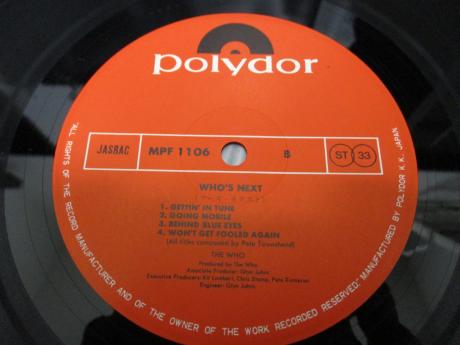 polydor
JASRAC
MPF 1106
B
ST 33
WHO'S NEXT
1. GETTIN' IN TUNE
2. GOING MOBILE
3. BEHIND BLUE EYES
4. WON'T GET FOOLED AGAIN
(All titles composed by Pete Townshend)
THE WHO
Produced by The Who
Associate Producer: Glyn Johns
Executive Producers: Kit Lambert, Chris Stamp, Pete Kameron
Engineer: Glyn Johns
"ALL RIGHTS OF THE RECORD MANUFACTURER AND OF THE OWNER OF THE WORK RECORDED RESERVED; MANUFACTURED BY POLYDOR K.K. JAPAN